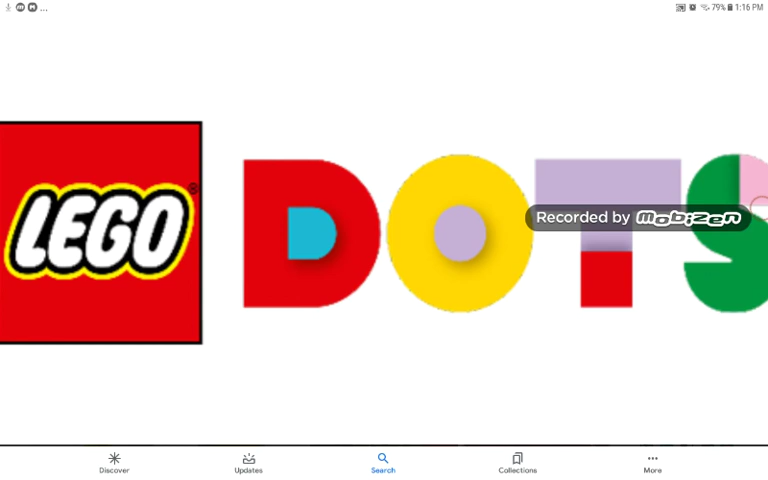 ... 79% 1:16 PM
LEGO®
DOTS
Recorded by Mobizen
Discover Updates Search Collections More